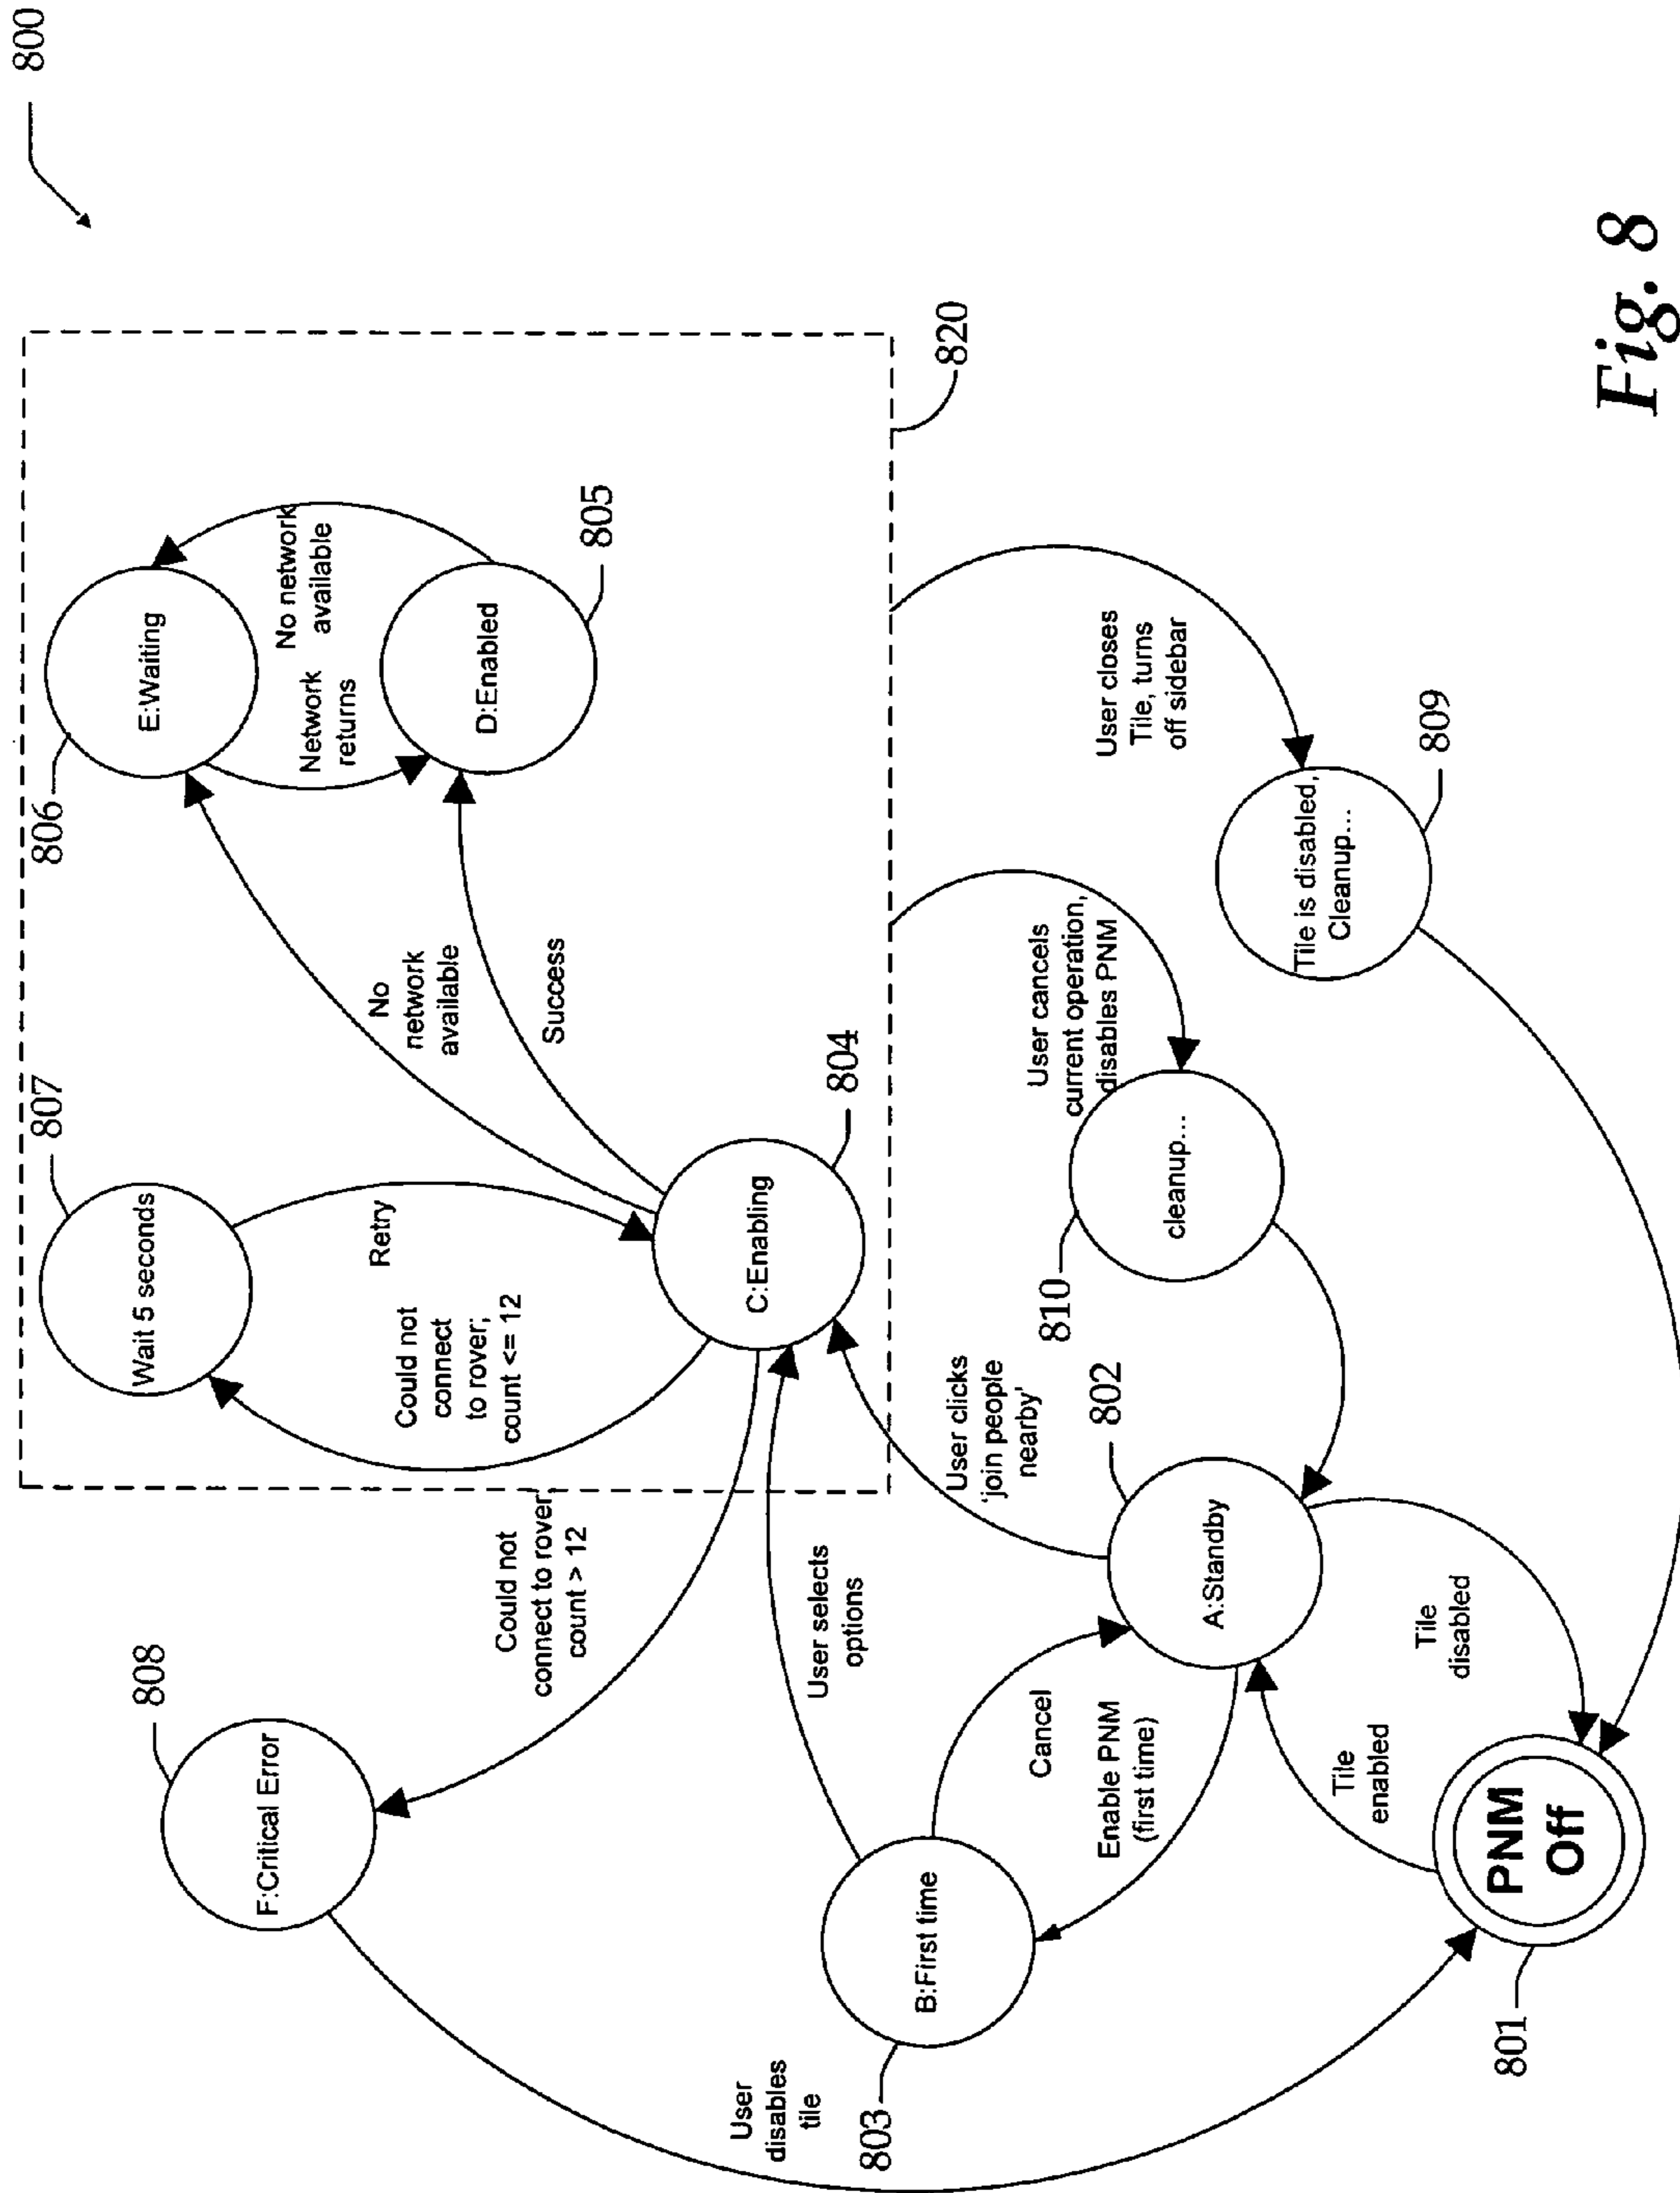 800
808
F:Critical Error
807
Wait 5 seconds
806
E:Waiting
Could not
connect to rover
count > 12
Could not
connect
to rover;
count <= 12
Retry
No
network
available
Network
returns
No network
available
Success
D:Enabled
805
User
disables
tile
User selects
options
C:Enabling
804
820
803
B:First time
Cancel
Enable PNM
(first time)
User clicks
'join people
nearby'
802
A:Standby
810
cleanup...
User cancels
current operation,
disables PNM
User closes
Tile, turns
off sidebar
Tile is disabled,
Cleanup...
809
Tile
enabled
Tile
disabled
801
PNM
Off
Fig. 8